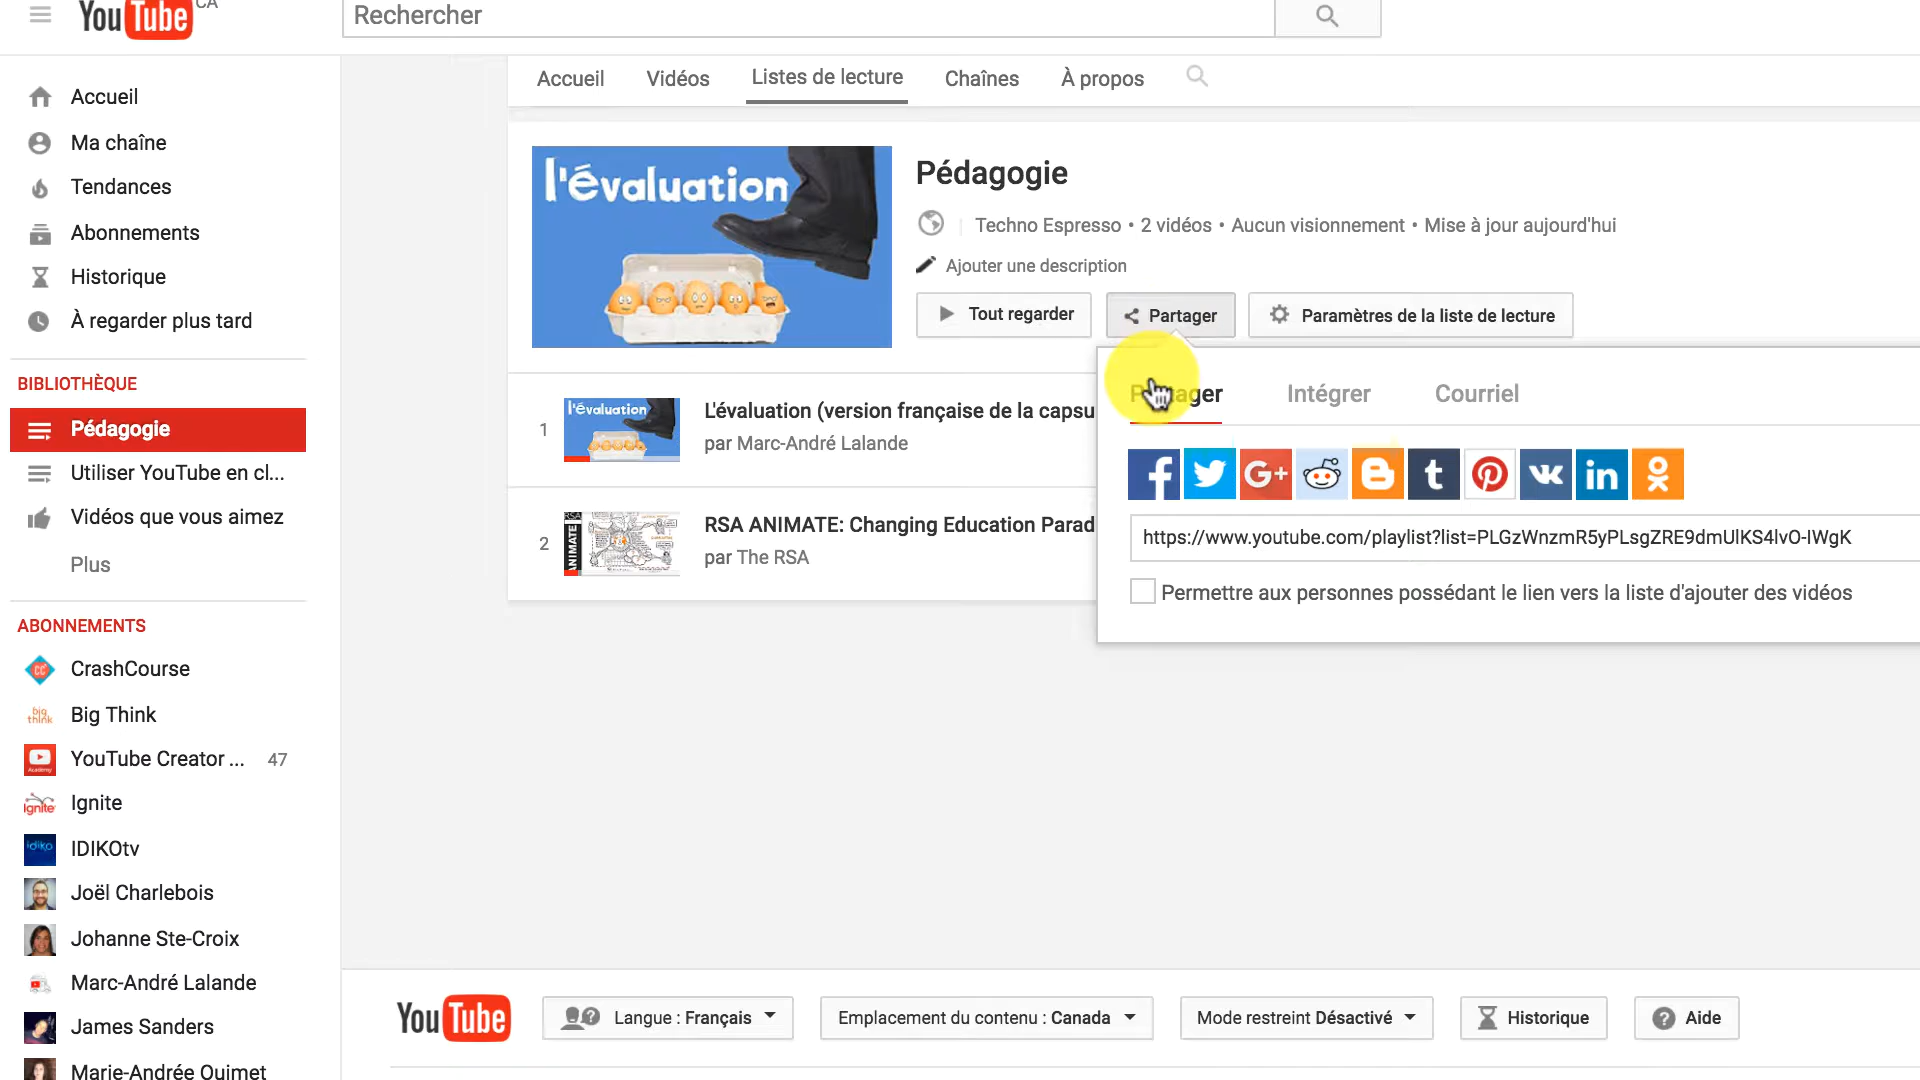 YouTube CA
Rechercher
Accueil Vidéos Listes de lecture Chaînes À propos
Accueil
Ma chaîne
Tendances
Abonnements
Historique
À regarder plus tard
BIBLIOTHÈQUE
Pédagogie
Utiliser YouTube en cl...
Vidéos que vous aimez
Plus
ABONNEMENTS
CrashCourse
Big Think
YouTube Creator ... 47
Ignite
IDIKOtv
Joël Charlebois
Johanne Ste-Croix
Marc-André Lalande
James Sanders
Marie-Andrée Ouimet
l'évaluation
Pédagogie
Techno Espresso • 2 vidéos • Aucun visionnement • Mise à jour aujourd'hui
Ajouter une description
Tout regarder Partager Paramètres de la liste de lecture
1 l'évaluation L'évaluation (version française de la capsu
par Marc-André Lalande
2 ANIMATE RSA ANIMATE: Changing Education Parad
par The RSA
Partager Intégrer Courriel
https://www.youtube.com/playlist?list=PLGzWnzmR5yPLsgZRE9dmUlKS4lvO-IWgK
Permettre aux personnes possédant le lien vers la liste d'ajouter des vidéos
YouTube Langue : Français Emplacement du contenu : Canada Mode restreint Désactivé Historique Aide